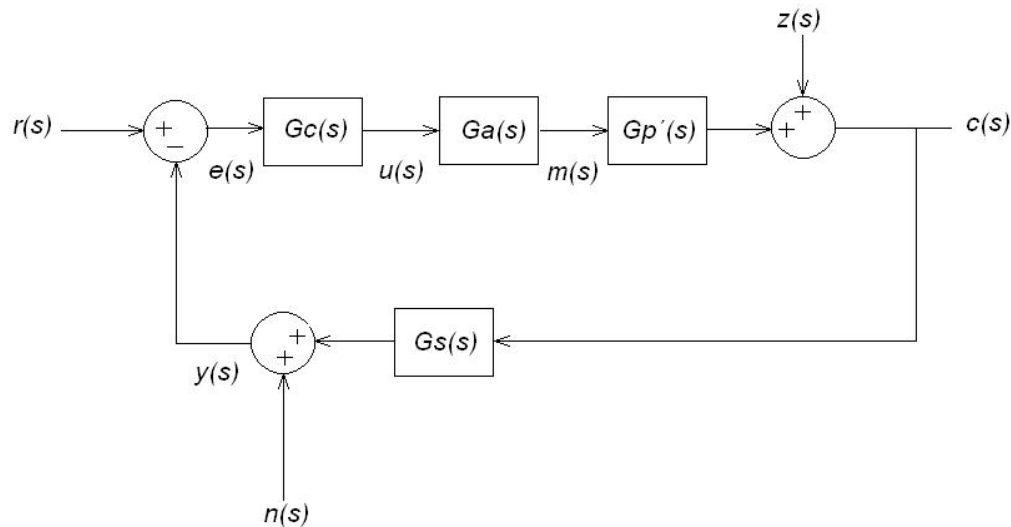 z(s)
r(s)
+
−
e(s)
Gc(s)
u(s)
Ga(s)
m(s)
Gp´(s)
+
+
c(s)
y(s)
+
+
Gs(s)
n(s)